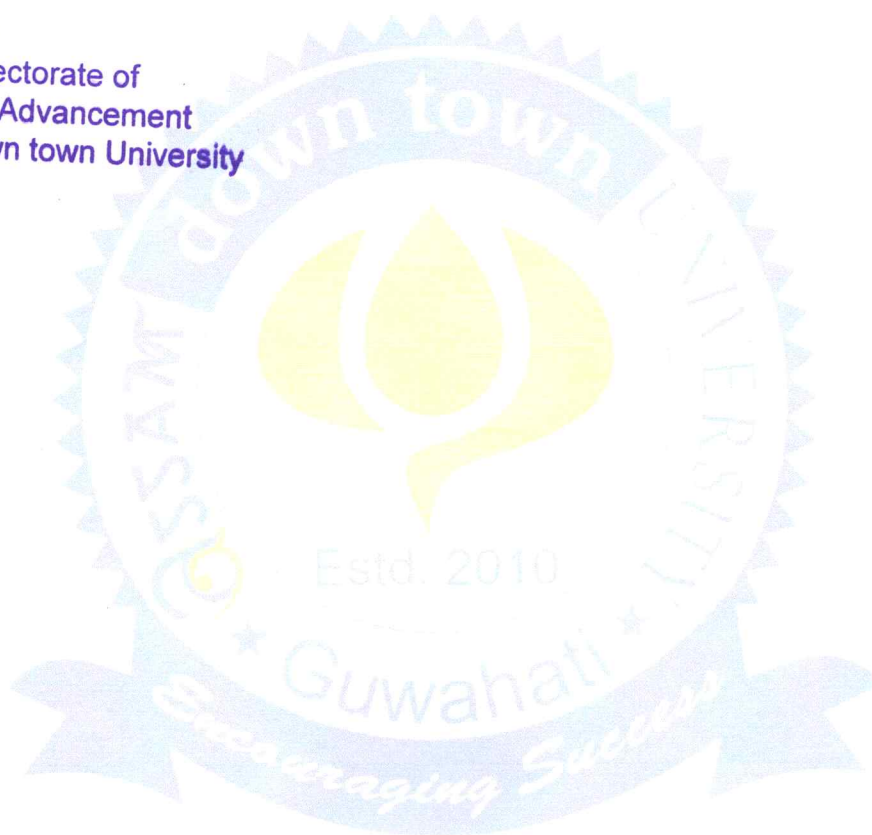 ectorate of
Advancement
n town University
down town
ASSAM
UNIVERSITY
Estd. 2010
Guwahati
Encouraging Success